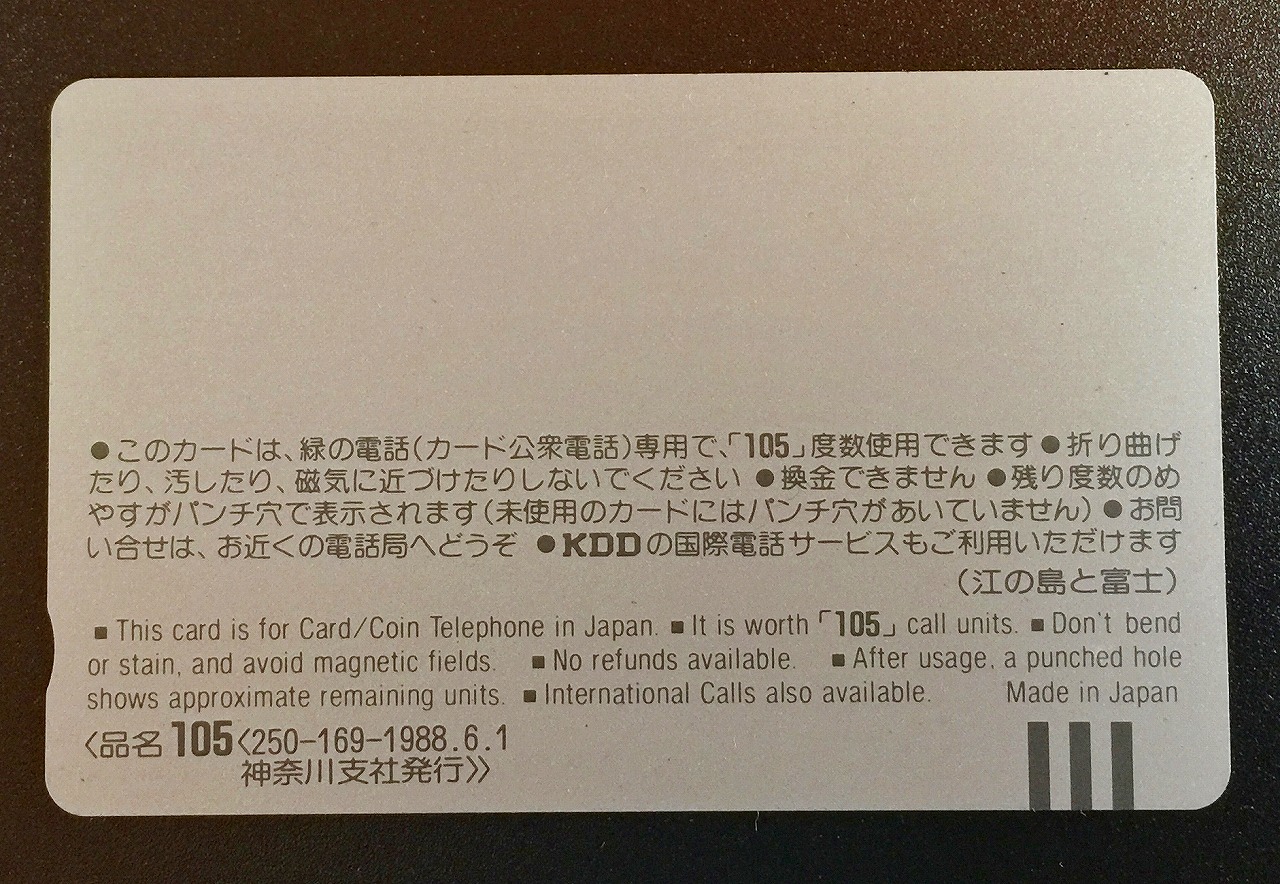 ●このカードは、緑の電話(カード公衆電話)専用で、「105」度数使用できます●折り曲げ
たり、汚したり、磁気に近づけたりしないでください ●換金できません ●残り度数のめ
やすがパンチ穴で表示されます(未使用のカードにはパンチ穴があいていません) ●お問
い合せは、お近くの電話局へどうぞ ●KDDの国際電話サービスもご利用いただけます
(江の島と富士)
■This card is for Card/Coin Telephone in Japan. ■It is worth「105」call units. ■Don't bend
or stain, and avoid magnetic fields. ■No refunds available. ■After usage, a punched hole
shows approximate remaining units. ■International Calls also available. Made in Japan
〈品名 105〈250-169-1988.6.1
神奈川支社発行〉〉